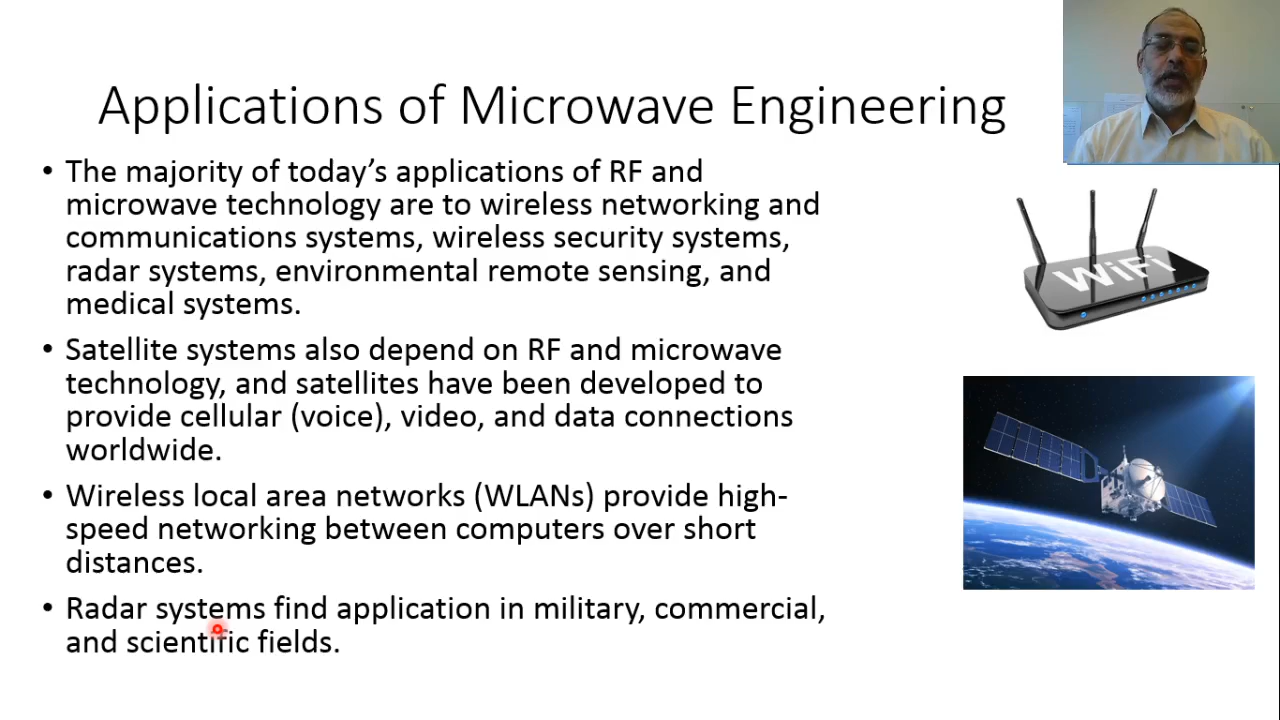 Applications of Microwave Engineering
• The majority of today’s applications of RF and
microwave technology are to wireless networking and
communications systems, wireless security systems,
radar systems, environmental remote sensing, and
medical systems.
• Satellite systems also depend on RF and microwave
technology, and satellites have been developed to
provide cellular (voice), video, and data connections
worldwide.
• Wireless local area networks (WLANs) provide high-
speed networking between computers over short
distances.
• Radar systems find application in military, commercial,
and scientific fields.
WiFi